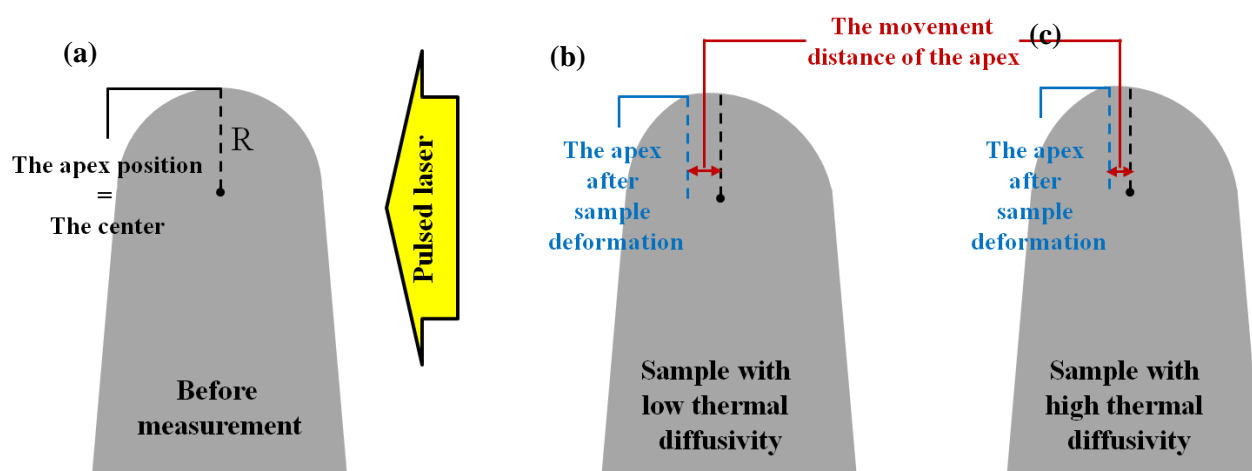 (a)
The apex position
=
The center
R
Before
measurement
Pulsed laser
(b)
The movement
distance of the apex
(c)
The apex
after
sample
deformation
Sample with
low thermal
diffusivity
The apex
after
sample
deformation
Sample with
high thermal
diffusivity